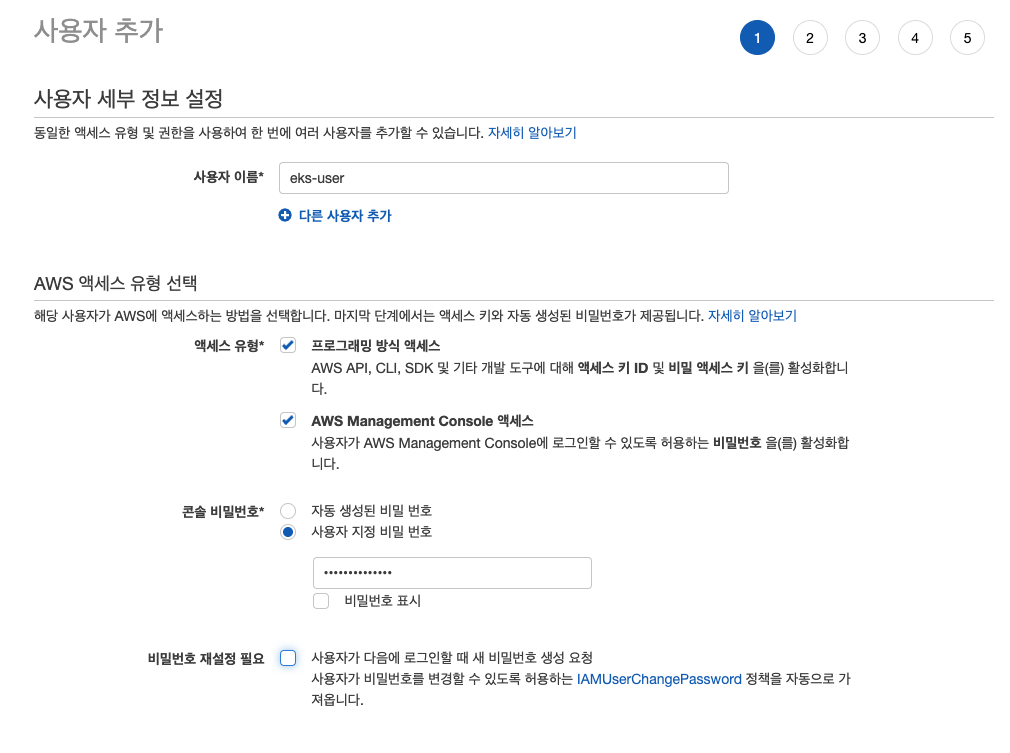 사용자 추가
1 2 3 4 5
사용자 세부 정보 설정
동일한 액세스 유형 및 권한을 사용하여 한 번에 여러 사용자를 추가할 수 있습니다. 자세히 알아보기
사용자 이름* eks-user
다른 사용자 추가
AWS 액세스 유형 선택
해당 사용자가 AWS에 액세스하는 방법을 선택합니다. 마지막 단계에서는 액세스 키와 자동 생성된 비밀번호가 제공됩니다. 자세히 알아보기
액세스 유형* 프로그래밍 방식 액세스
AWS API, CLI, SDK 및 기타 개발 도구에 대해 액세스 키 ID 및 비밀 액세스 키 을(를) 활성화합니
다.
AWS Management Console 액세스
사용자가 AWS Management Console에 로그인할 수 있도록 허용하는 비밀번호 을(를) 활성화합
니다.
콘솔 비밀번호* 자동 생성된 비밀 번호
사용자 지정 비밀 번호
••••••••••••••
비밀번호 표시
비밀번호 재설정 필요 사용자가 다음에 로그인할 때 새 비밀번호 생성 요청
사용자가 비밀번호를 변경할 수 있도록 허용하는 IAMUserChangePassword 정책을 자동으로 가
져옵니다.